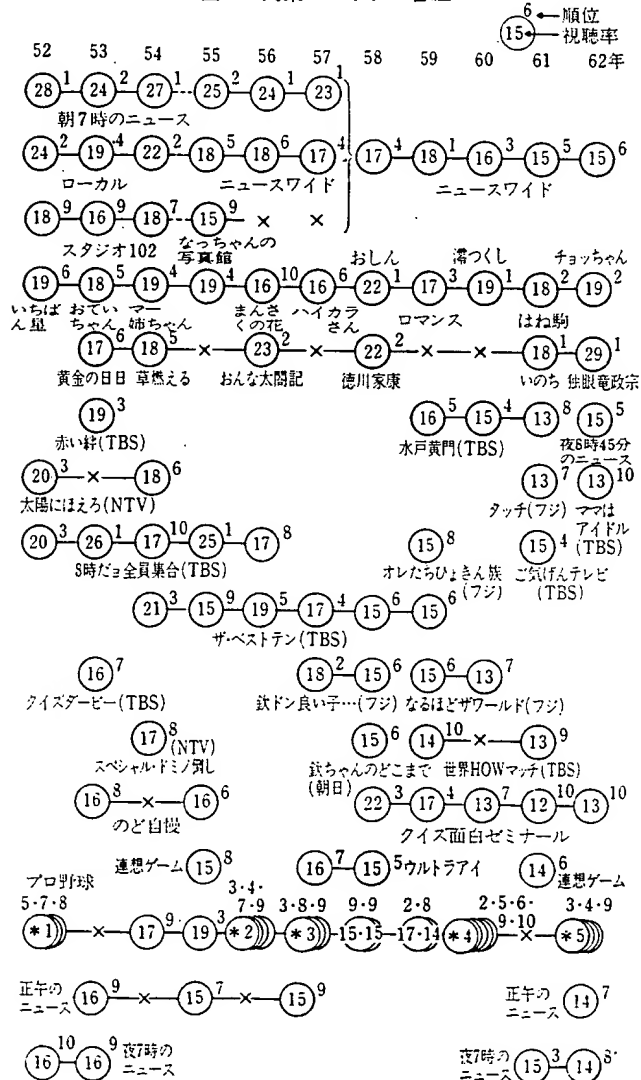 6 ← 順位
15 ← 視聴率
52 53 54 55 56 57 58 59 60 61 62年
28 1 24 2 27 1 25 2 24 1 23 1
朝7時のニュース
24 2 19 4 22 2 18 5 18 6 17 4 17 4 18 1 16 3 15 5 15 6
ローカル ニュースワイド ニュースワイド
18 9 16 9 18 7 15 9 × ×
スタジオ102 なっちゃんの
写真館
おしん 澪つくし チョッちゃん
19 6 18 5 19 4 19 4 16 10 16 6 22 1 17 3 19 1 18 2 19 2
いちば おてい マー まんさ ハイカラ ロマンス はね駒
ん星 ちゃん 姉ちゃん くの花 さん
17 6 18 5 × 23 2 × 22 2 × × 18 1 29 1
黄金の日日 草燃える おんな太閤記 徳川家康 いのち 独眼竜政宗
19 3 16 5 15 4 13 8 15 5
赤い絆(TBS) 水戸黄門(TBS) 夜8時45分
のニュース
20 3 × 18 6 13 7 13 10
太陽にほえろ(NTV) タッチ(フジ) ママは
アイドル
(TBS)
20 3 26 1 17 10 25 1 17 8 15 8 15 4
8時だョ全員集合(TBS) オレたちひょうきん族 ご気げんテレビ
(フジ) (TBS)
21 3 15 9 19 5 17 4 15 6 15 6
ザ・ベストテン(TBS)
16 7 18 2 15 6 15 6 13 7
クイズダービー(TBS) 欽ドン良い子…(フジ) なるほどザワールド(フジ)
17 8 (NTV) 15 6 14 10 × 13 9
スペシャル・ドミノ倒し 欽ちゃんのどこまで 世界HOWマッチ(TBS)
(朝日)
16 8 × 16 6 22 3 17 4 13 7 12 10 13 10
のど自慢 クイズ面白ゼミナール
連想ゲーム 15 8 16 7 15 5 ウルトラアイ 14 6 連想ゲーム
プロ野球
5・7・8 3・4・7・9 3・8・9 9・9 2・8 2・5・6・9・10 3・4・9
*1 × 17 9 19 3 *2 *3 15・15 17・14 *4 × *5
正午の
ニュース 16 9 × 15 7 × 15 9 正午の
ニュース 14 7
16 10 16 9 夜7時の
ニュース 夜7時の
ニュース 15 3 14 8